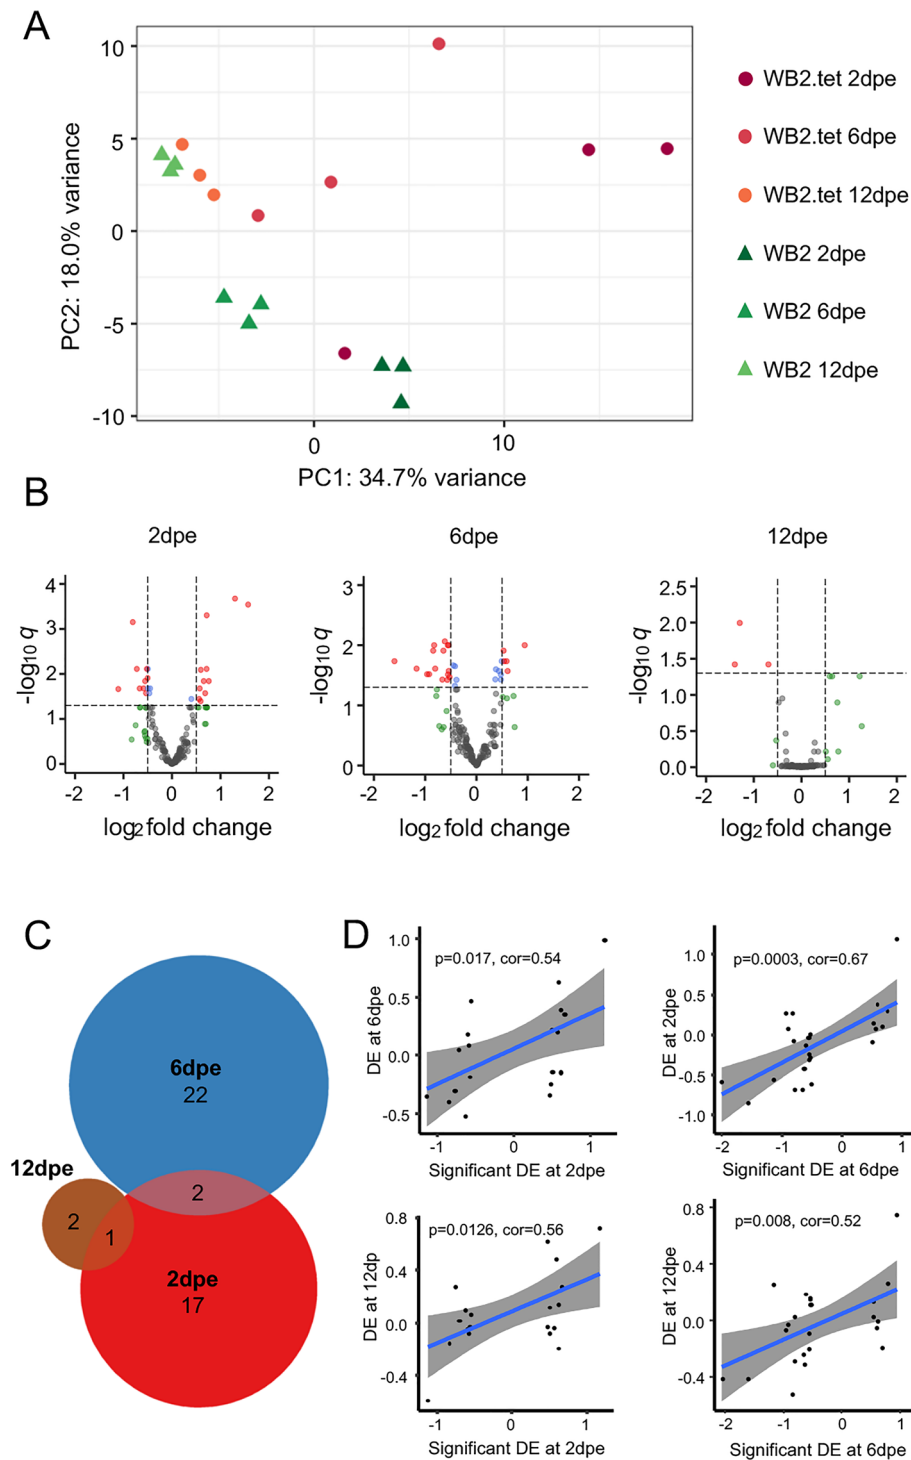 A
10
5
0
-5
-10
PC2: 18.0% variance
0
10
PC1: 34.7% variance
WB2.tet 2dpe
WB2.tet 6dpe
WB2.tet 12dpe
WB2 2dpe
WB2 6dpe
WB2 12dpe
B
2dpe
4
3
2
1
0
-log10 q
-2
-1
0
1
2
log2 fold change
6dpe
3
2
1
0
-log10 q
-2
-1
0
1
2
log2 fold change
12dpe
2.5
2.0
1.5
1.0
0.5
0.0
-log10 q
-2
-1
0
1
2
log2 fold change
C
6dpe
22
12dpe
2
2
1
2dpe
17
D
p=0.017, cor=0.54
1.0
0.5
0.0
-0.5
DE at 6dpe
-1
0
1
Significant DE at 2dpe
p=0.0003, cor=0.67
1.0
0.5
0.0
-0.5
-1.0
DE at 2dpe
-2
-1
0
1
Significant DE at 6dpe
p=0.0126, cor=0.56
0.8
0.4
0.0
-0.4
DE at 12dp
-1
0
1
Significant DE at 2dpe
p=0.008, cor=0.52
0.8
0.4
0.0
-0.4
DE at 12dpe
-2
-1
0
1
Significant DE at 6dpe